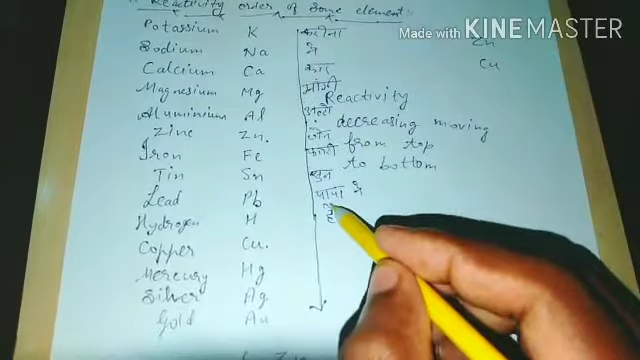 Reactivity order of Some elements
Made with KINEMASTER
Potassium K करीना
Sodium Na ने
Calcium Ca कार
Magnesium Mg मांगी
Aluminium Al अल्टो
Zinc Zn.
Iron Fe
Tin Sn सुन
Lead Pb पापा ने
Hydrogen H
Copper Cu.
Mercury Hg
Silver Ag
Gold Au
Reactivity
decreasing moving
from top
to bottom
Cu